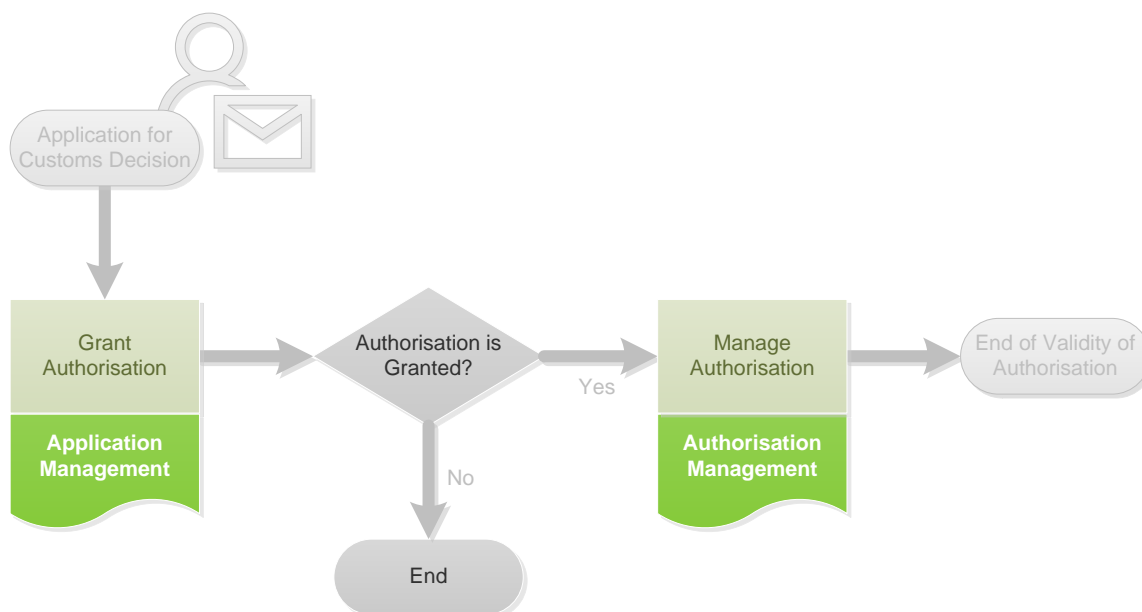 Application for
Customs Decision
Grant
Authorisation
Application
Management
Authorisation is
Granted?
Yes
No
End
Manage
Authorisation
Authorisation
Management
End of Validity of
Authorisation